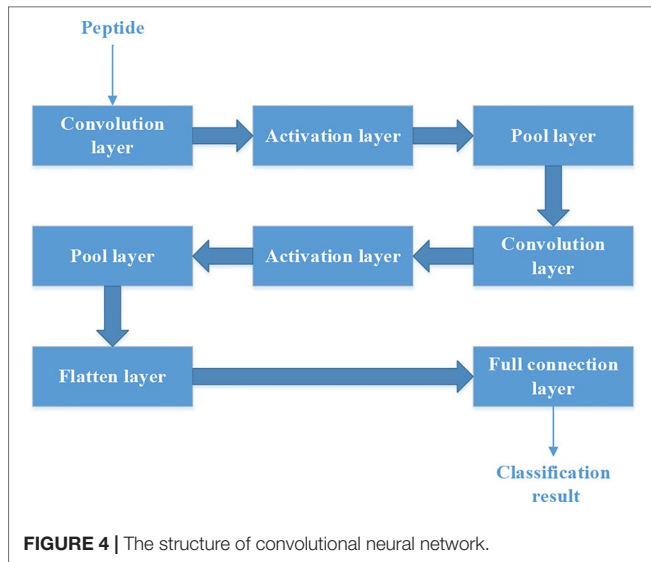 Peptide
Convolution
layer
Activation layer
Pool layer
Convolution
layer
Activation layer
Pool layer
Flatten layer
Full connection
layer
Classification
result
FIGURE 4 | The structure of convolutional neural network.